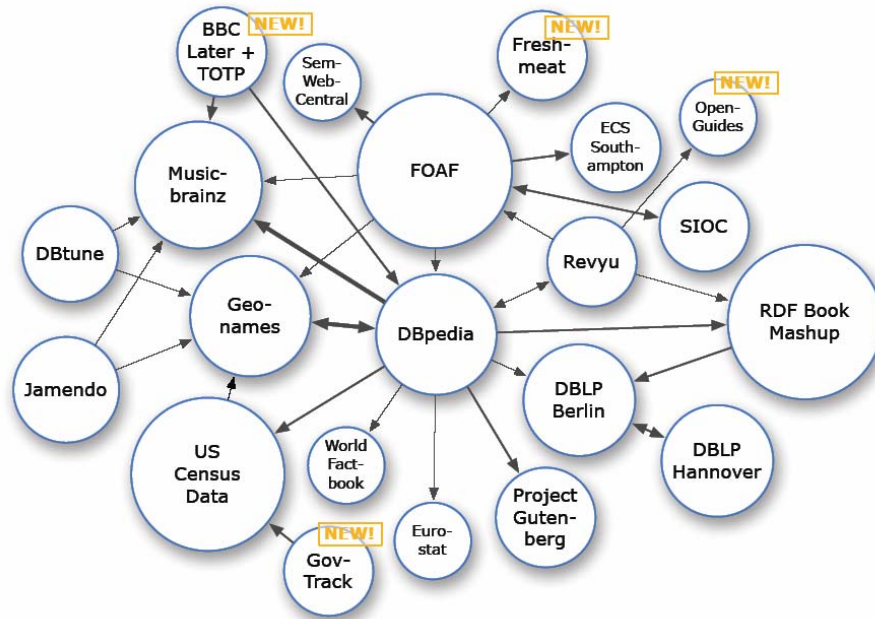 BBC
Later +
TOTP
NEW!
Sem-
Web-
Central
Fresh-
meat
NEW!
Open-
Guides
NEW!
Music-
brainz
FOAF
ECS
South-
ampton
SIOC
DBtune
Revyu
Geo-
names
DBpedia
RDF Book
Mashup
Jamendo
DBLP
Berlin
US
Census
Data
World
Fact-
book
DBLP
Hannover
Project
Guten-
berg
Euro-
stat
Gov-
Track
NEW!